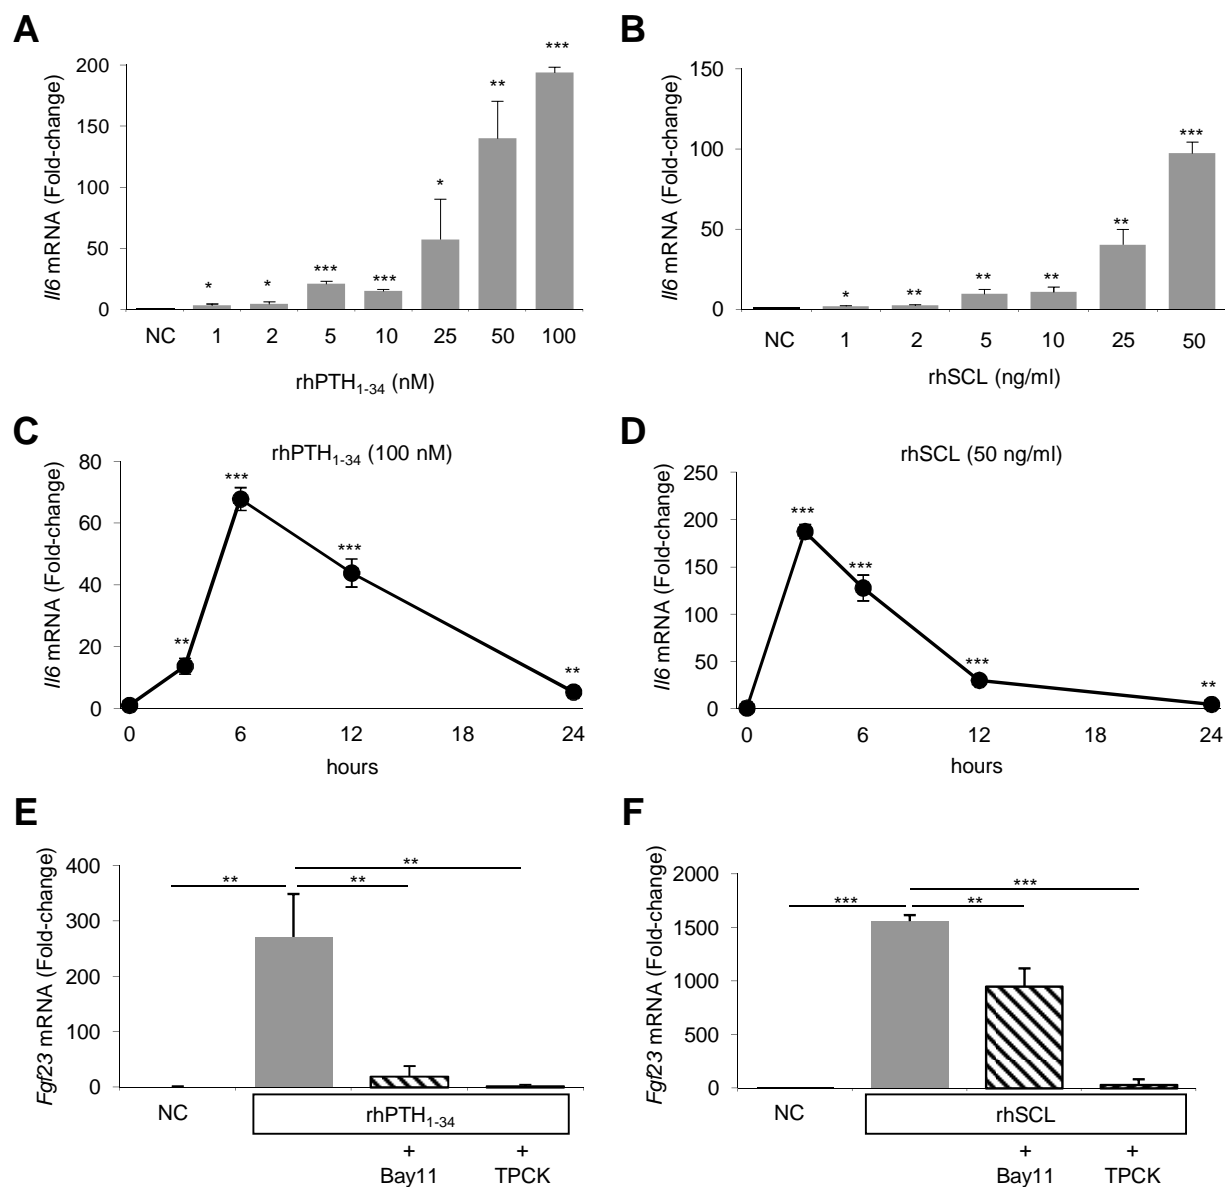 A
Il6 mRNA (Fold-change)
200
150
100
50
0
*
*
***
***
*
**
***
NC 1 2 5 10 25 50 100
rhPTH1-34 (nM)
B
Il6 mRNA (Fold-change)
150
100
50
0
*
**
**
**
**
***
NC 1 2 5 10 25 50
rhSCL (ng/ml)
C
rhPTH1-34 (100 nM)
Il6 mRNA (Fold-change)
80
60
40
20
0
**
***
***
**
0 6 12 18 24
hours
D
rhSCL (50 ng/ml)
Il6 mRNA (Fold-change)
250
200
150
100
50
0
***
***
***
**
0 6 12 18 24
hours
E
Fgf23 mRNA (Fold-change)
400
300
200
100
0
**
**
**
NC
rhPTH1-34
+ +
Bay11 TPCK
F
Fgf23 mRNA (Fold-change)
2000
1500
1000
500
0
***
***
**
NC
rhSCL
+ +
Bay11 TPCK